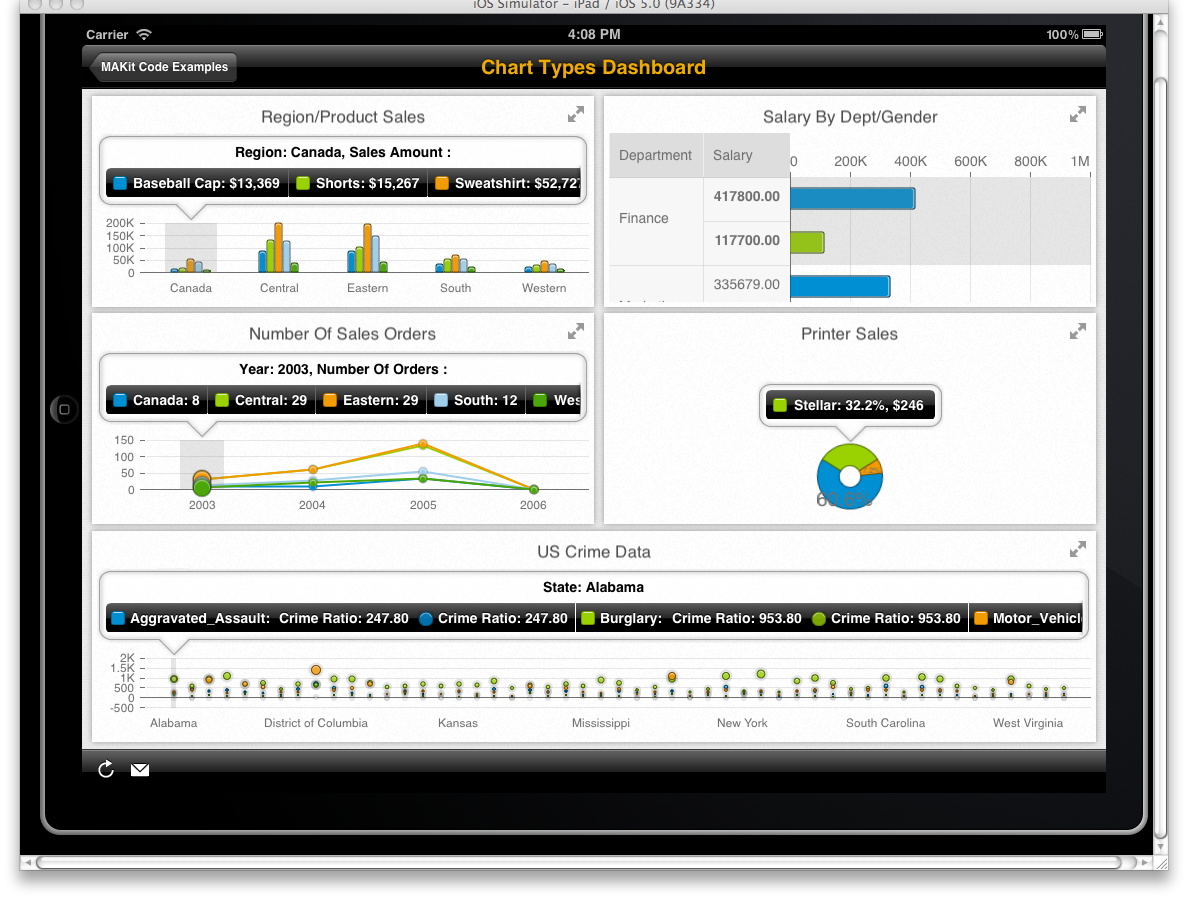 iOS Simulator – iPad / iOS 5.0 (9A334)
Carrier 4:08 PM 100%
MAKit Code Examples Chart Types Dashboard
Region/Product Sales
Region: Canada, Sales Amount :
Baseball Cap: $13,369 Shorts: $15,267 Sweatshirt: $52,727
200K
150K
100K
50K
0
Canada Central Eastern South Western
Salary By Dept/Gender
Department Salary 0 200K 400K 600K 800K 1M
417800.00
Finance
117700.00
335679.00
Number Of Sales Orders
Year: 2003, Number Of Orders :
Canada: 8 Central: 29 Eastern: 29 South: 12 Wes
150
100
50
0
2003 2004 2005 2006
Printer Sales
Stellar: 32.2%, $246
60.6%
US Crime Data
State: Alabama
Aggravated_Assault: Crime Ratio: 247.80 Crime Ratio: 247.80 Burglary: Crime Ratio: 953.80 Crime Ratio: 953.80 Motor_Vehicl
2K
1.5K
1K
500
0
-500
Alabama District of Columbia Kansas Mississippi New York South Carolina West Virginia